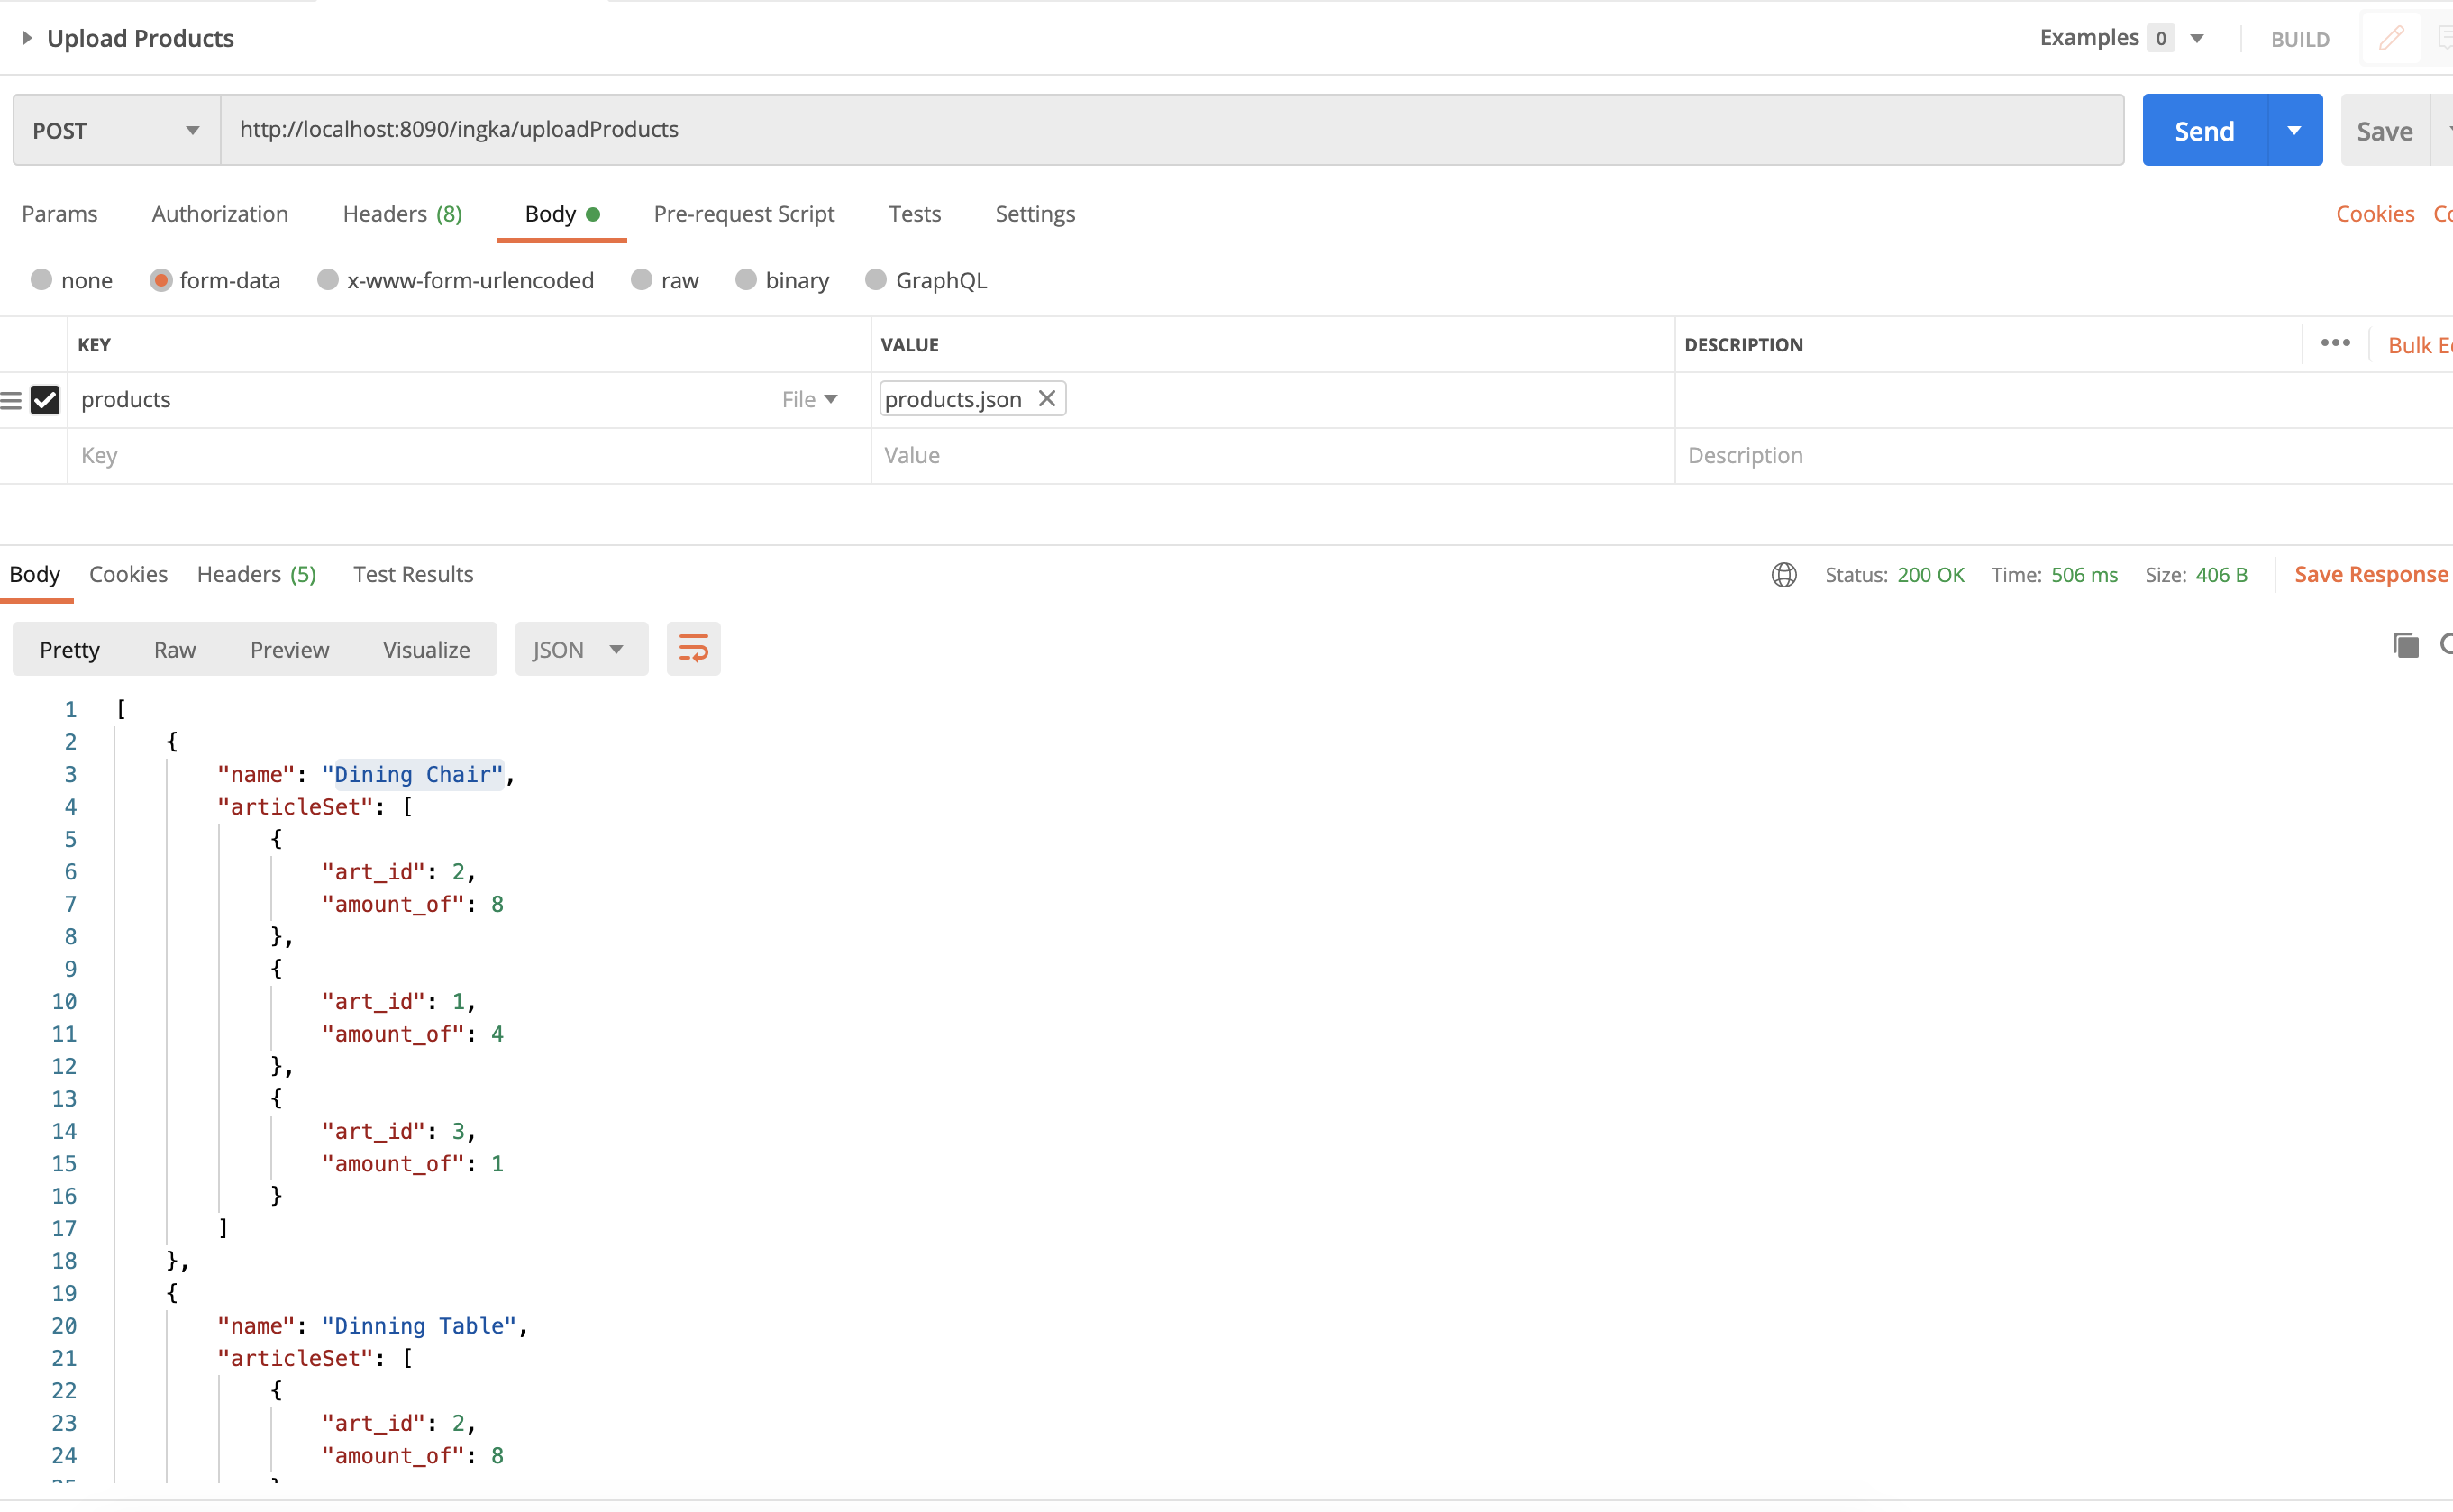 Upload Products Examples 0 BUILD
POST http://localhost:8090/ingka/uploadProducts Send Save
Params Authorization Headers (8) Body Pre-request Script Tests Settings Cookies
none form-data x-www-form-urlencoded raw binary GraphQL
KEY VALUE DESCRIPTION ••• Bulk
products File products.json
Key Value Description
Body Cookies Headers (5) Test Results Status: 200 OK Time: 506 ms Size: 406 B Save Response
Pretty Raw Preview Visualize JSON
1 [
2 {
3 "name": "Dining Chair",
4 "articleSet": [
5 {
6 "art_id": 2,
7 "amount_of": 8
8 },
9 {
10 "art_id": 1,
11 "amount_of": 4
12 },
13 {
14 "art_id": 3,
15 "amount_of": 1
16 }
17 ]
18 },
19 {
20 "name": "Dinning Table",
21 "articleSet": [
22 {
23 "art_id": 2,
24 "amount_of": 8